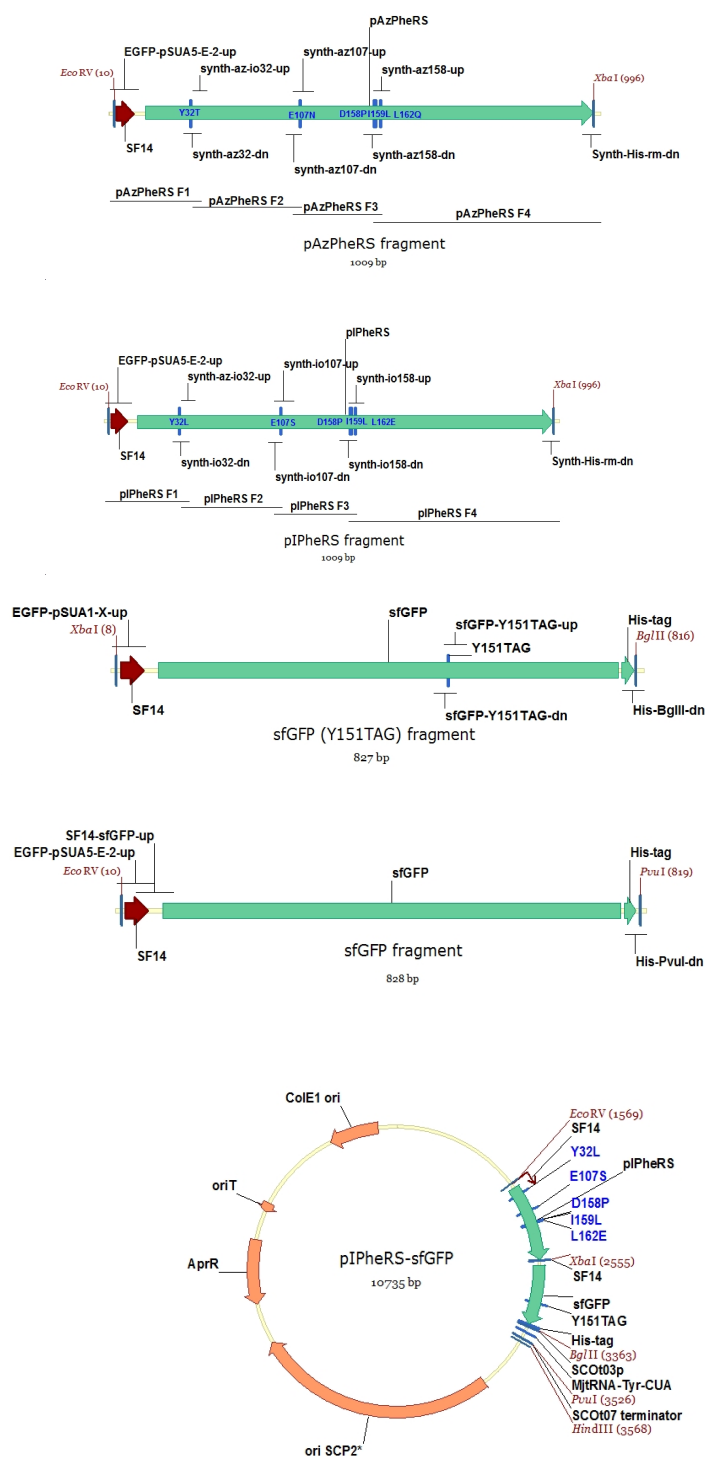 pAzPheRS
EGFP-pSUA5-E-2-up
synth-az107-up
synth-az-io32-up
synth-az158-up
EcoRV (10)
XbaI (996)
Y32T
E107N
D158P
I159L
L162Q
SF14
synth-az32-dn
synth-az107-dn
synth-az158-dn
Synth-His-rm-dn
pAzPheRS F1
pAzPheRS F2
pAzPheRS F3
pAzPheRS F4
pAzPheRS fragment
1009 bp
pIPheRS
EGFP-pSUA5-E-2-up
synth-io107-up
synth-az-io32-up
synth-io158-up
EcoRV (10)
XbaI (996)
Y32L
E107S
D158P
I159L
L162E
SF14
synth-io32-dn
synth-io107-dn
synth-io158-dn
Synth-His-rm-dn
pIPheRS F1
pIPheRS F2
pIPheRS F3
pIPheRS F4
pIPheRS fragment
1009 bp
EGFP-pSUA1-X-up
sfGFP
His-tag
XbaI (8)
sfGFP-Y151TAG-up
BglII (816)
Y151TAG
SF14
sfGFP-Y151TAG-dn
His-BglII-dn
sfGFP (Y151TAG) fragment
827 bp
SF14-sfGFP-up
EGFP-pSUA5-E-2-up
His-tag
EcoRV (10)
sfGFP
PvuI (819)
SF14
sfGFP fragment
His-PvuI-dn
828 bp
ColE1 ori
EcoRV (1569)
SF14
Y32L
pIPheRS
E107S
oriT
D158P
I159L
L162E
AprR
pIPheRS-sfGFP
XbaI (2555)
10735 bp
SF14
sfGFP
Y151TAG
His-tag
BglII (3363)
SCOt03p
MjtRNA-Tyr-CUA
PvuI (3526)
SCOt07 terminator
HindIII (3568)
ori SCP2*